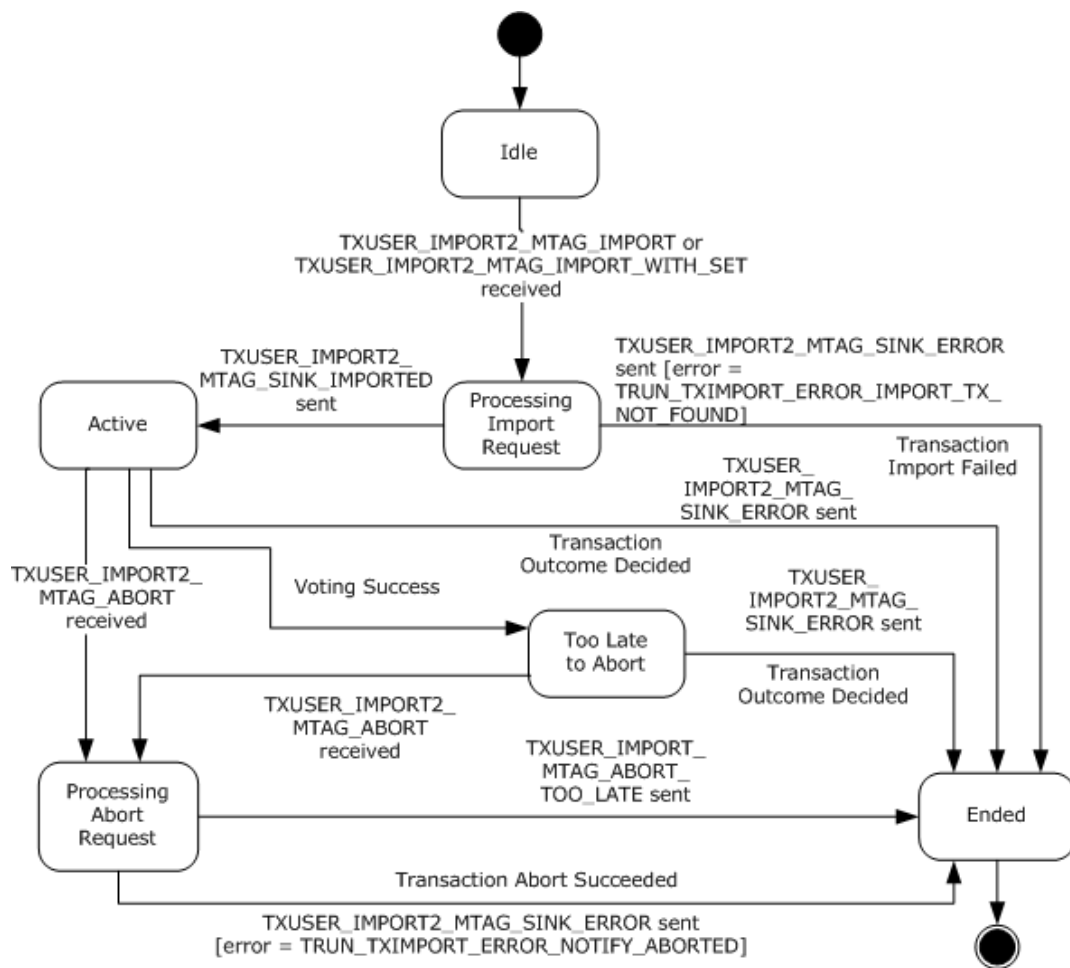 Idle
TXUSER_IMPORT2_MTAG_IMPORT or
TXUSER_IMPORT2_MTAG_IMPORT_WITH_SET
received
TXUSER_IMPORT2_
MTAG_SINK_IMPORTED
sent
TXUSER_IMPORT2_MTAG_SINK_ERROR
sent [error =
TRUN_TXIMPORT_ERROR_IMPORT_TX_
NOT_FOUND]
Active
Processing
Import
Request
Transaction
Import Failed
TXUSER_
IMPORT2_MTAG_
SINK_ERROR sent
Transaction
Outcome Decided
TXUSER_IMPORT2_
MTAG_ABORT
received
Voting Success
TXUSER_
IMPORT2_MTAG_
SINK_ERROR sent
Too Late
to Abort
Transaction
Outcome Decided
TXUSER_IMPORT2_
MTAG_ABORT
received
TXUSER_IMPORT_
MTAG_ABORT_
TOO_LATE sent
Processing
Abort
Request
Ended
Transaction Abort Succeeded
TXUSER_IMPORT2_MTAG_SINK_ERROR sent
[error = TRUN_TXIMPORT_ERROR_NOTIFY_ABORTED]